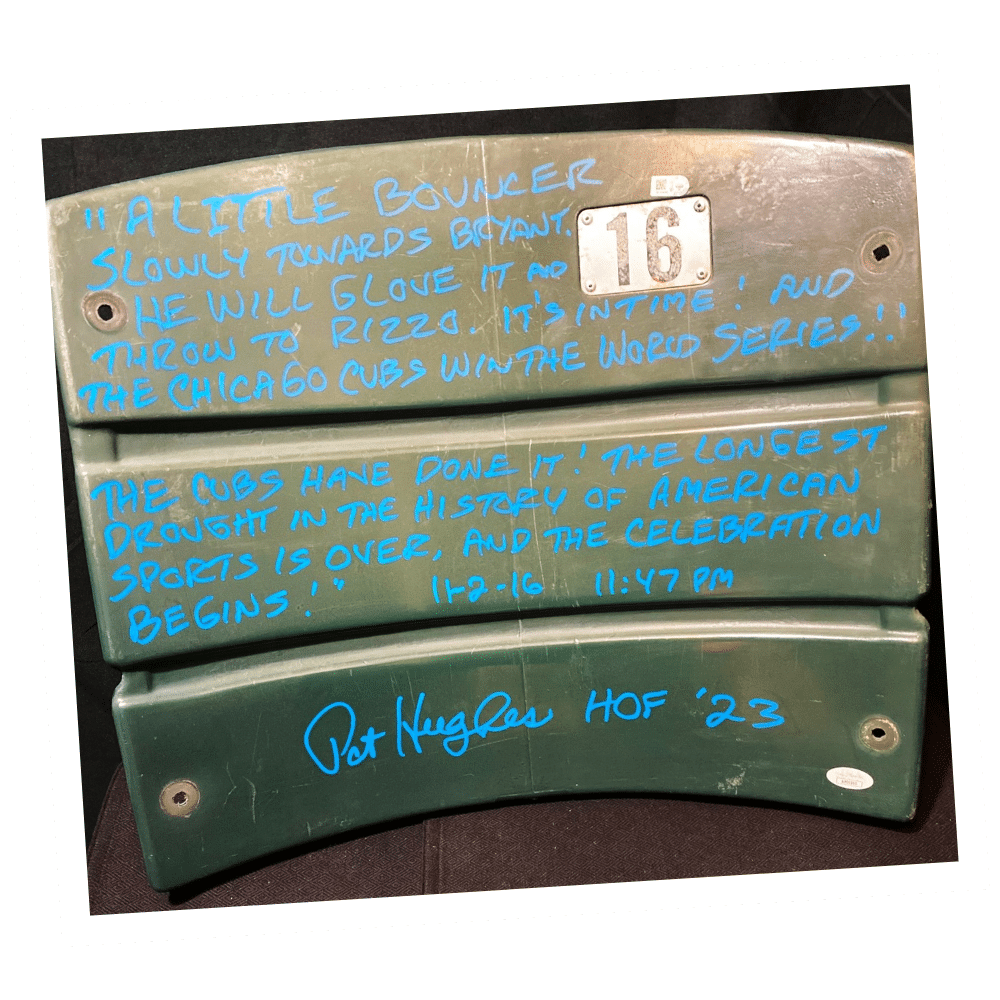 "A LITTLE BOUNCER
SLOWLY TOWARDS BRYANT.
16
HE WILL GLOVE IT AND
THROW TO RIZZO. IT'S IN TIME! AND
THE CHICAGO CUBS WIN THE WORLD SERIES!!
THE CUBS HAVE DONE IT! THE LONGEST
DROUGHT IN THE HISTORY OF AMERICAN
SPORTS IS OVER, AND THE CELEBRATION
BEGINS!" 11-2-16 11:47 PM
Pat Hughes HOF '23